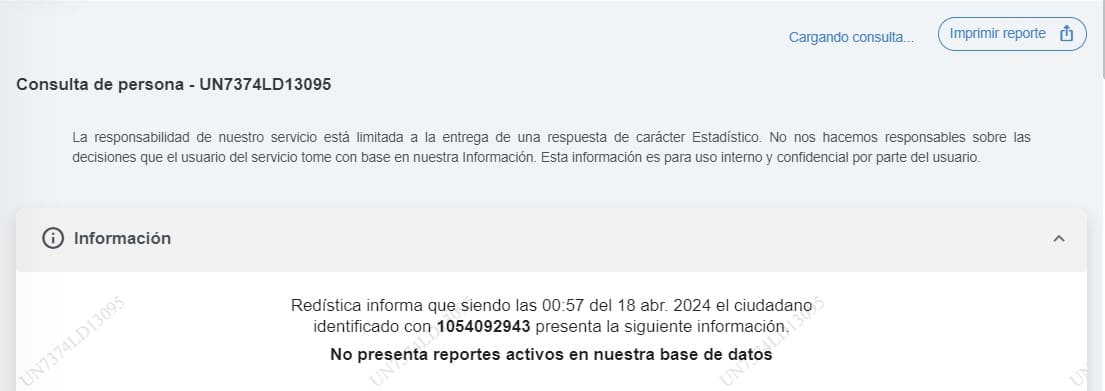 Cargando consulta...
Imprimir reporte
Consulta de persona - UN7374LD13095
La responsabilidad de nuestro servicio está limitada a la entrega de una respuesta de carácter Estadístico. No nos hacemos responsables sobre las
decisiones que el usuario del servicio tome con base en nuestra Información. Esta información es para uso interno y confidencial por parte del usuario.
Información
Redística informa que siendo las 00:57 del 18 abr. 2024 el ciudadano
identificado con 1054092943 presenta la siguiente información.
No presenta reportes activos en nuestra base de datos
UN7374LD13095
UN7374LD13095
UN7374LD13095
UN